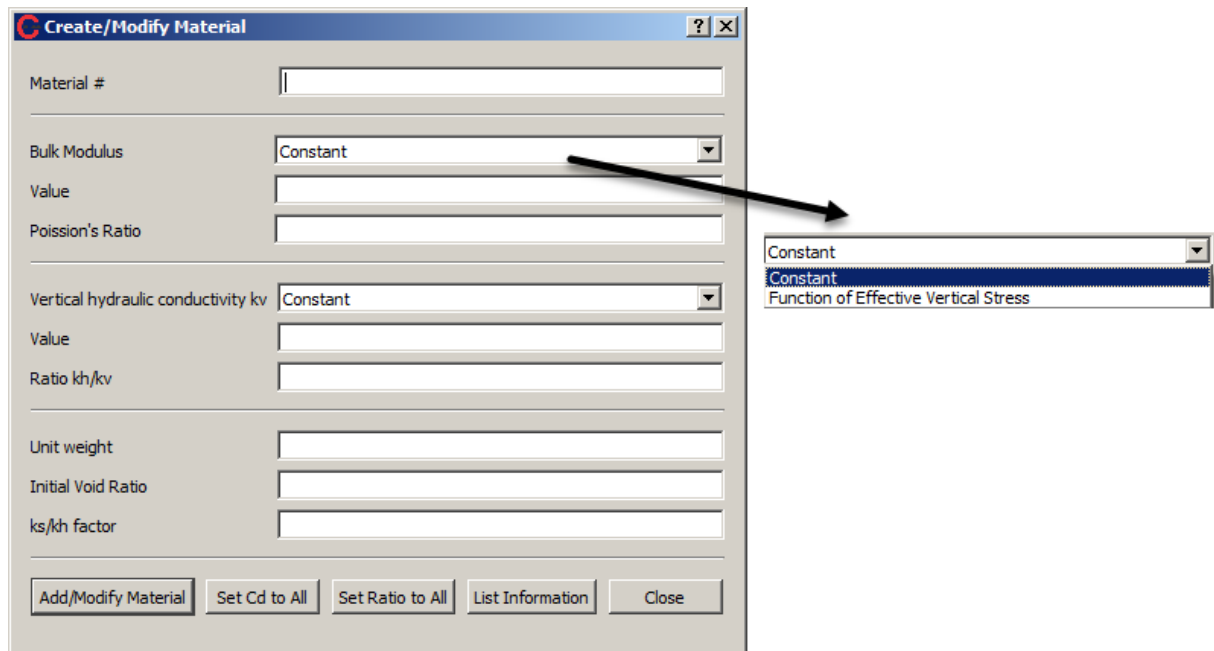 Create/Modify Material
Material #
Bulk Modulus Constant
Value
Poission's Ratio
Constant
Constant
Function of Effective Vertical Stress
Vertical hydraulic conductivity kv Constant
Value
Ratio kh/kv
Unit weight
Initial Void Ratio
ks/kh factor
Add/Modify Material Set Cd to All Set Ratio to All List Information Close